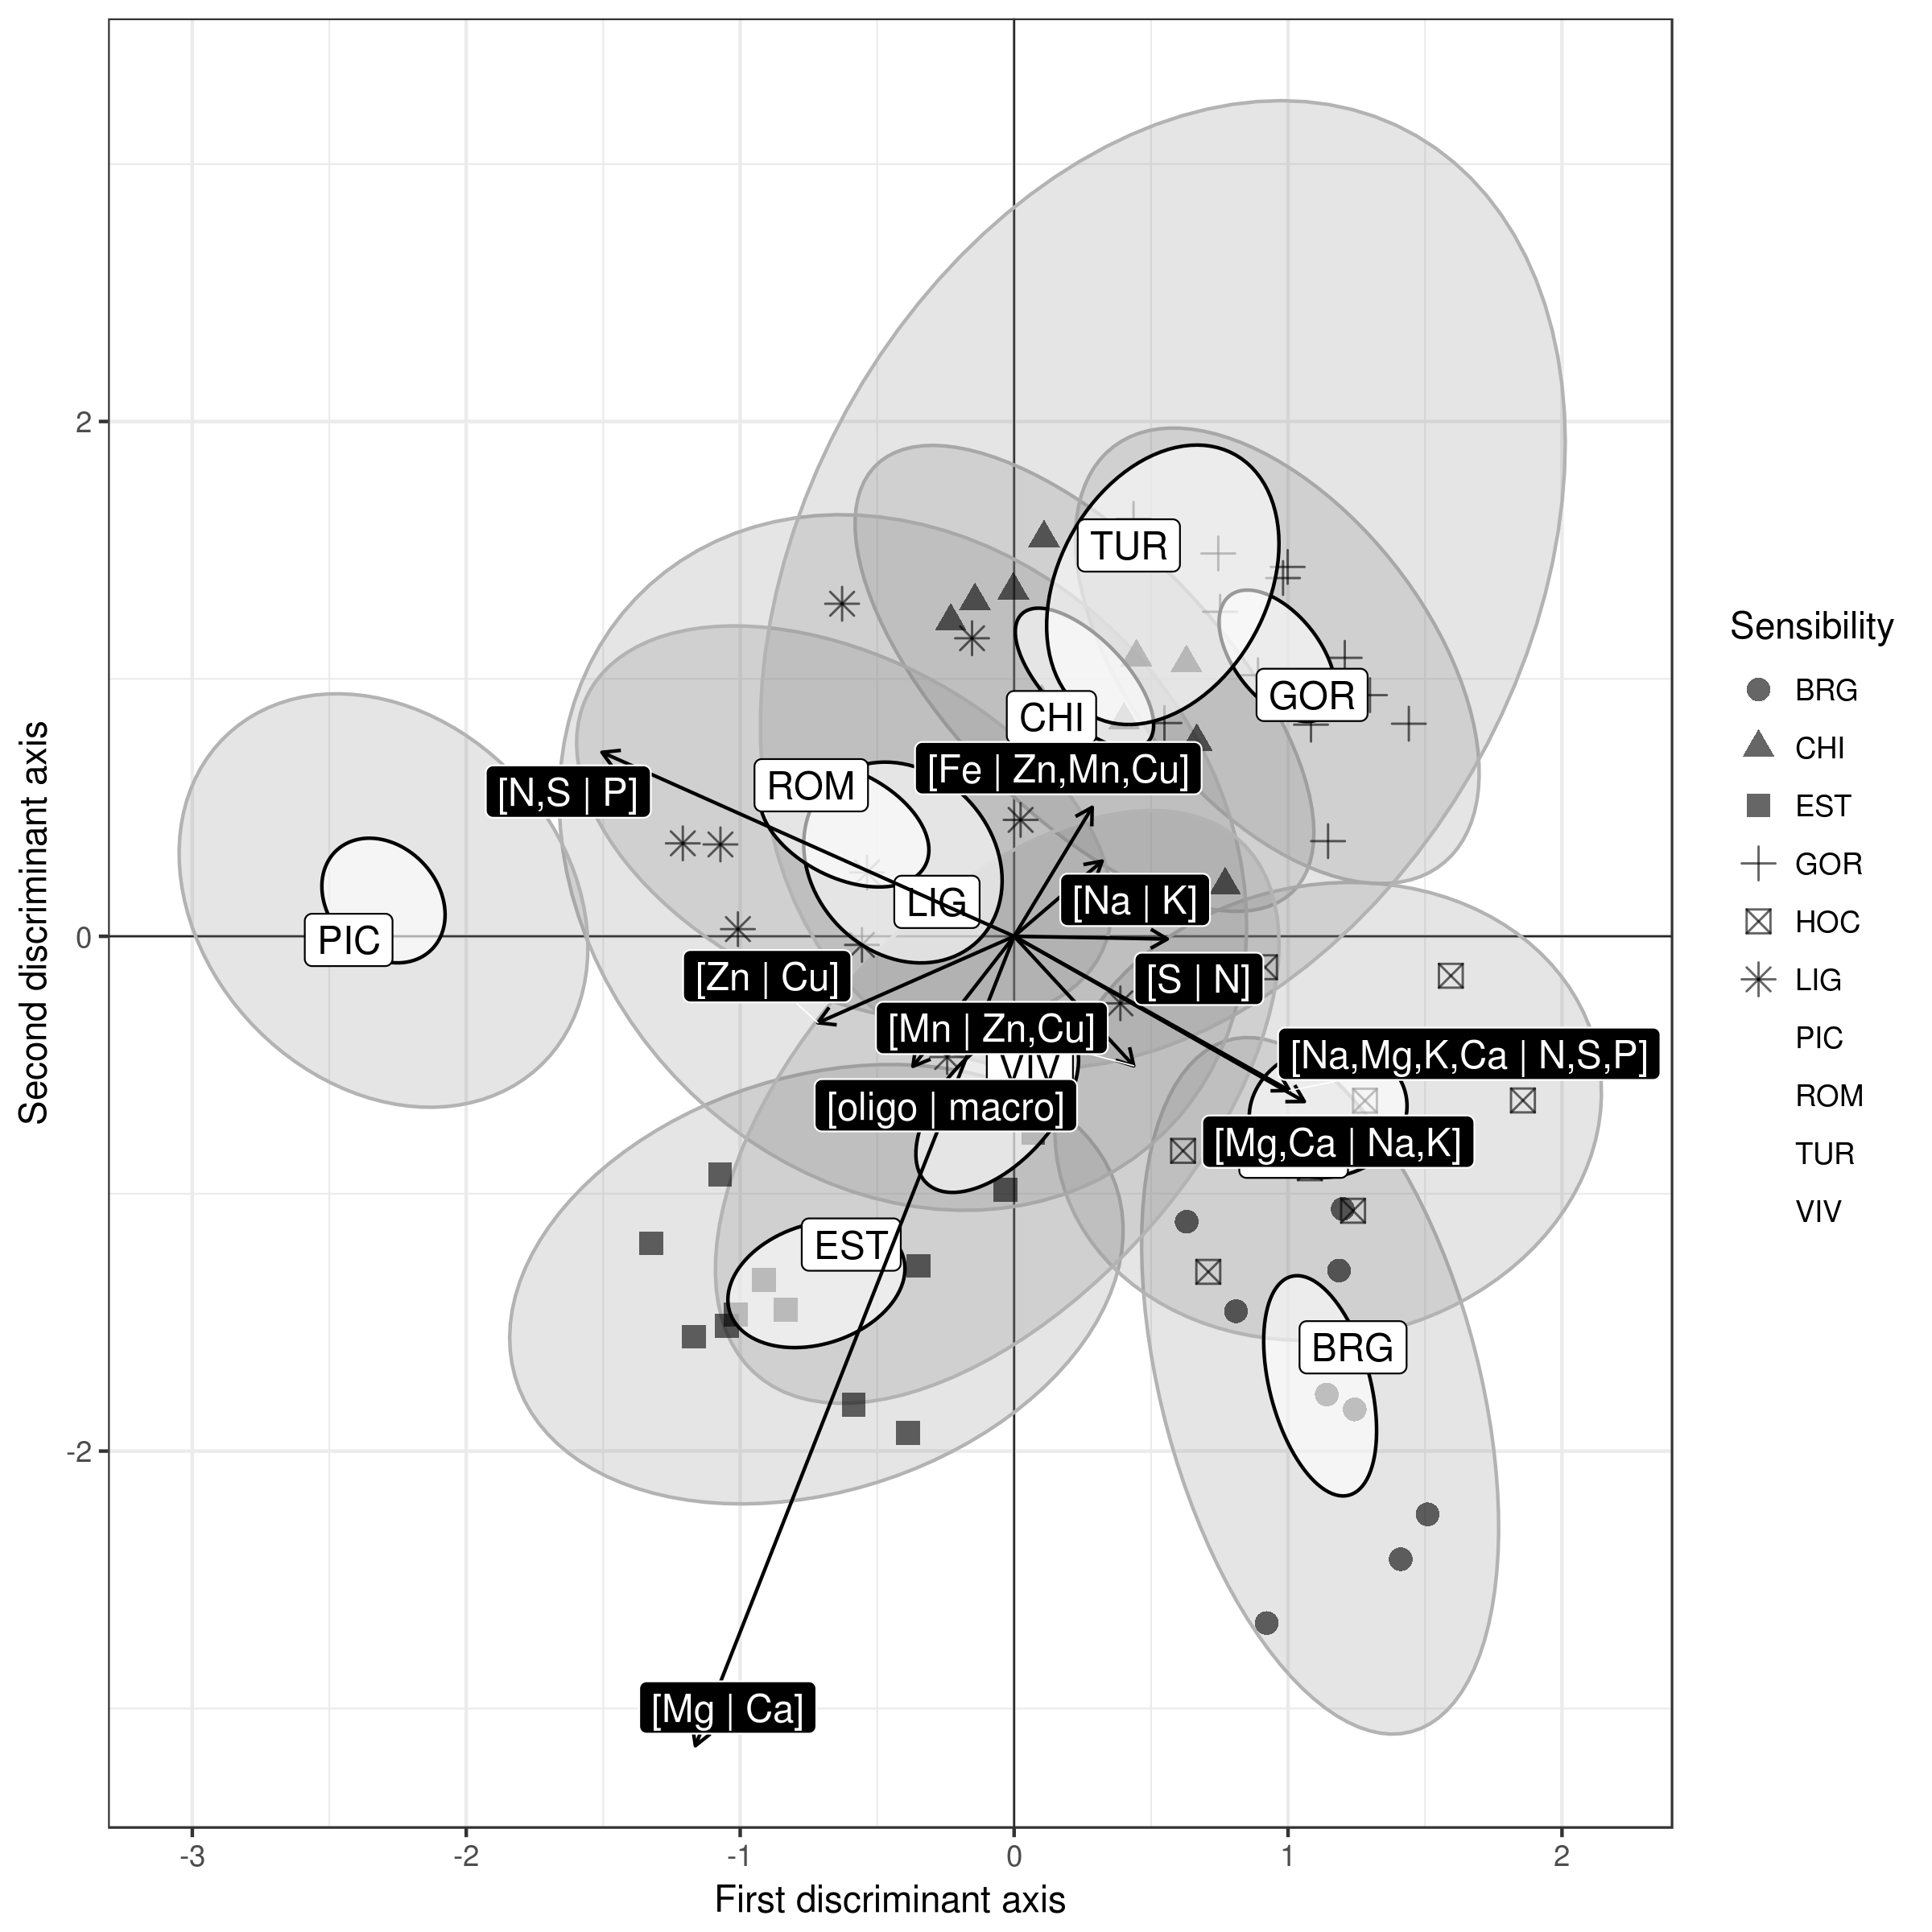 2
0
-2
-3
-2
-1
0
1
2
First discriminant axis
Second discriminant axis
TUR
GOR
CHI
[Fe | Zn,Mn,Cu]
ROM
[N,S | P]
LIG
[Na | K]
PIC
[Zn | Cu]
[S | N]
[Mn | Zn,Cu]
VIV
[Na,Mg,K,Ca | N,S,P]
[oligo | macro]
[Mg,Ca | Na,K]
EST
BRG
[Mg | Ca]
Sensibility
BRG
CHI
EST
GOR
HOC
LIG
PIC
ROM
TUR
VIV